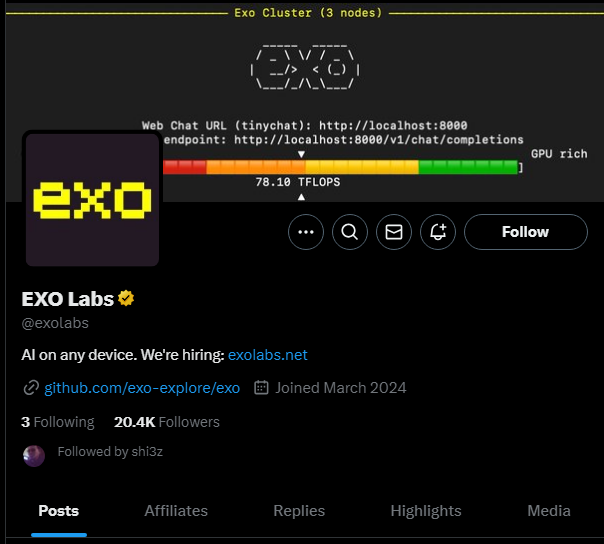 Exo Cluster (3 nodes)
exo
Web Chat URL (tinychat): http://localhost:8000
endpoint: http://localhost:8000/v1/chat/completions
GPU rich
78.10 TFLOPS
exo
Follow
EXO Labs
@exolabs
AI on any device. We're hiring: exolabs.net
github.com/exo-explore/exo Joined March 2024
3 Following 20.4K Followers
Followed by shi3z
Posts Affiliates Replies Highlights Media